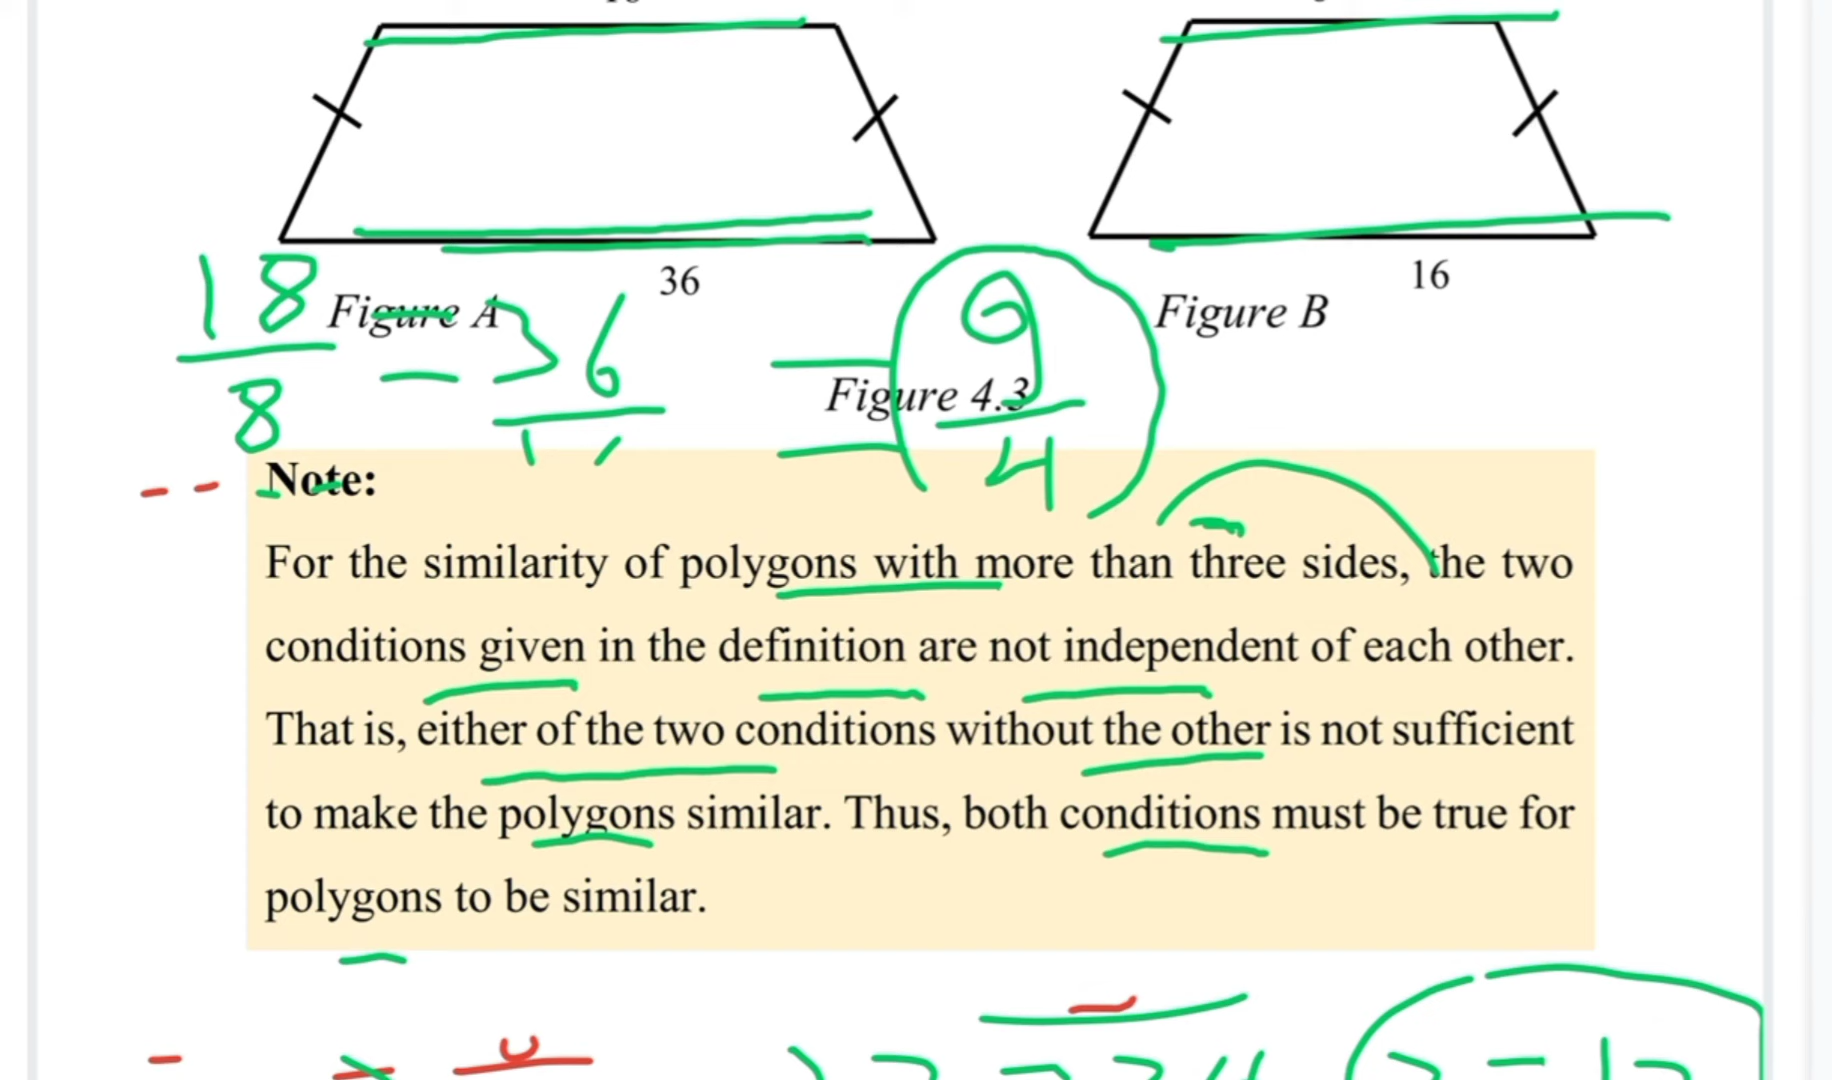 36
16
Figure A
Figure B
18/8 = 36/ = 9/4
Figure 4.3
Note:
For the similarity of polygons with more than three sides, the two
conditions given in the definition are not independent of each other.
That is, either of the two conditions without the other is not sufficient
to make the polygons similar. Thus, both conditions must be true for
polygons to be similar.